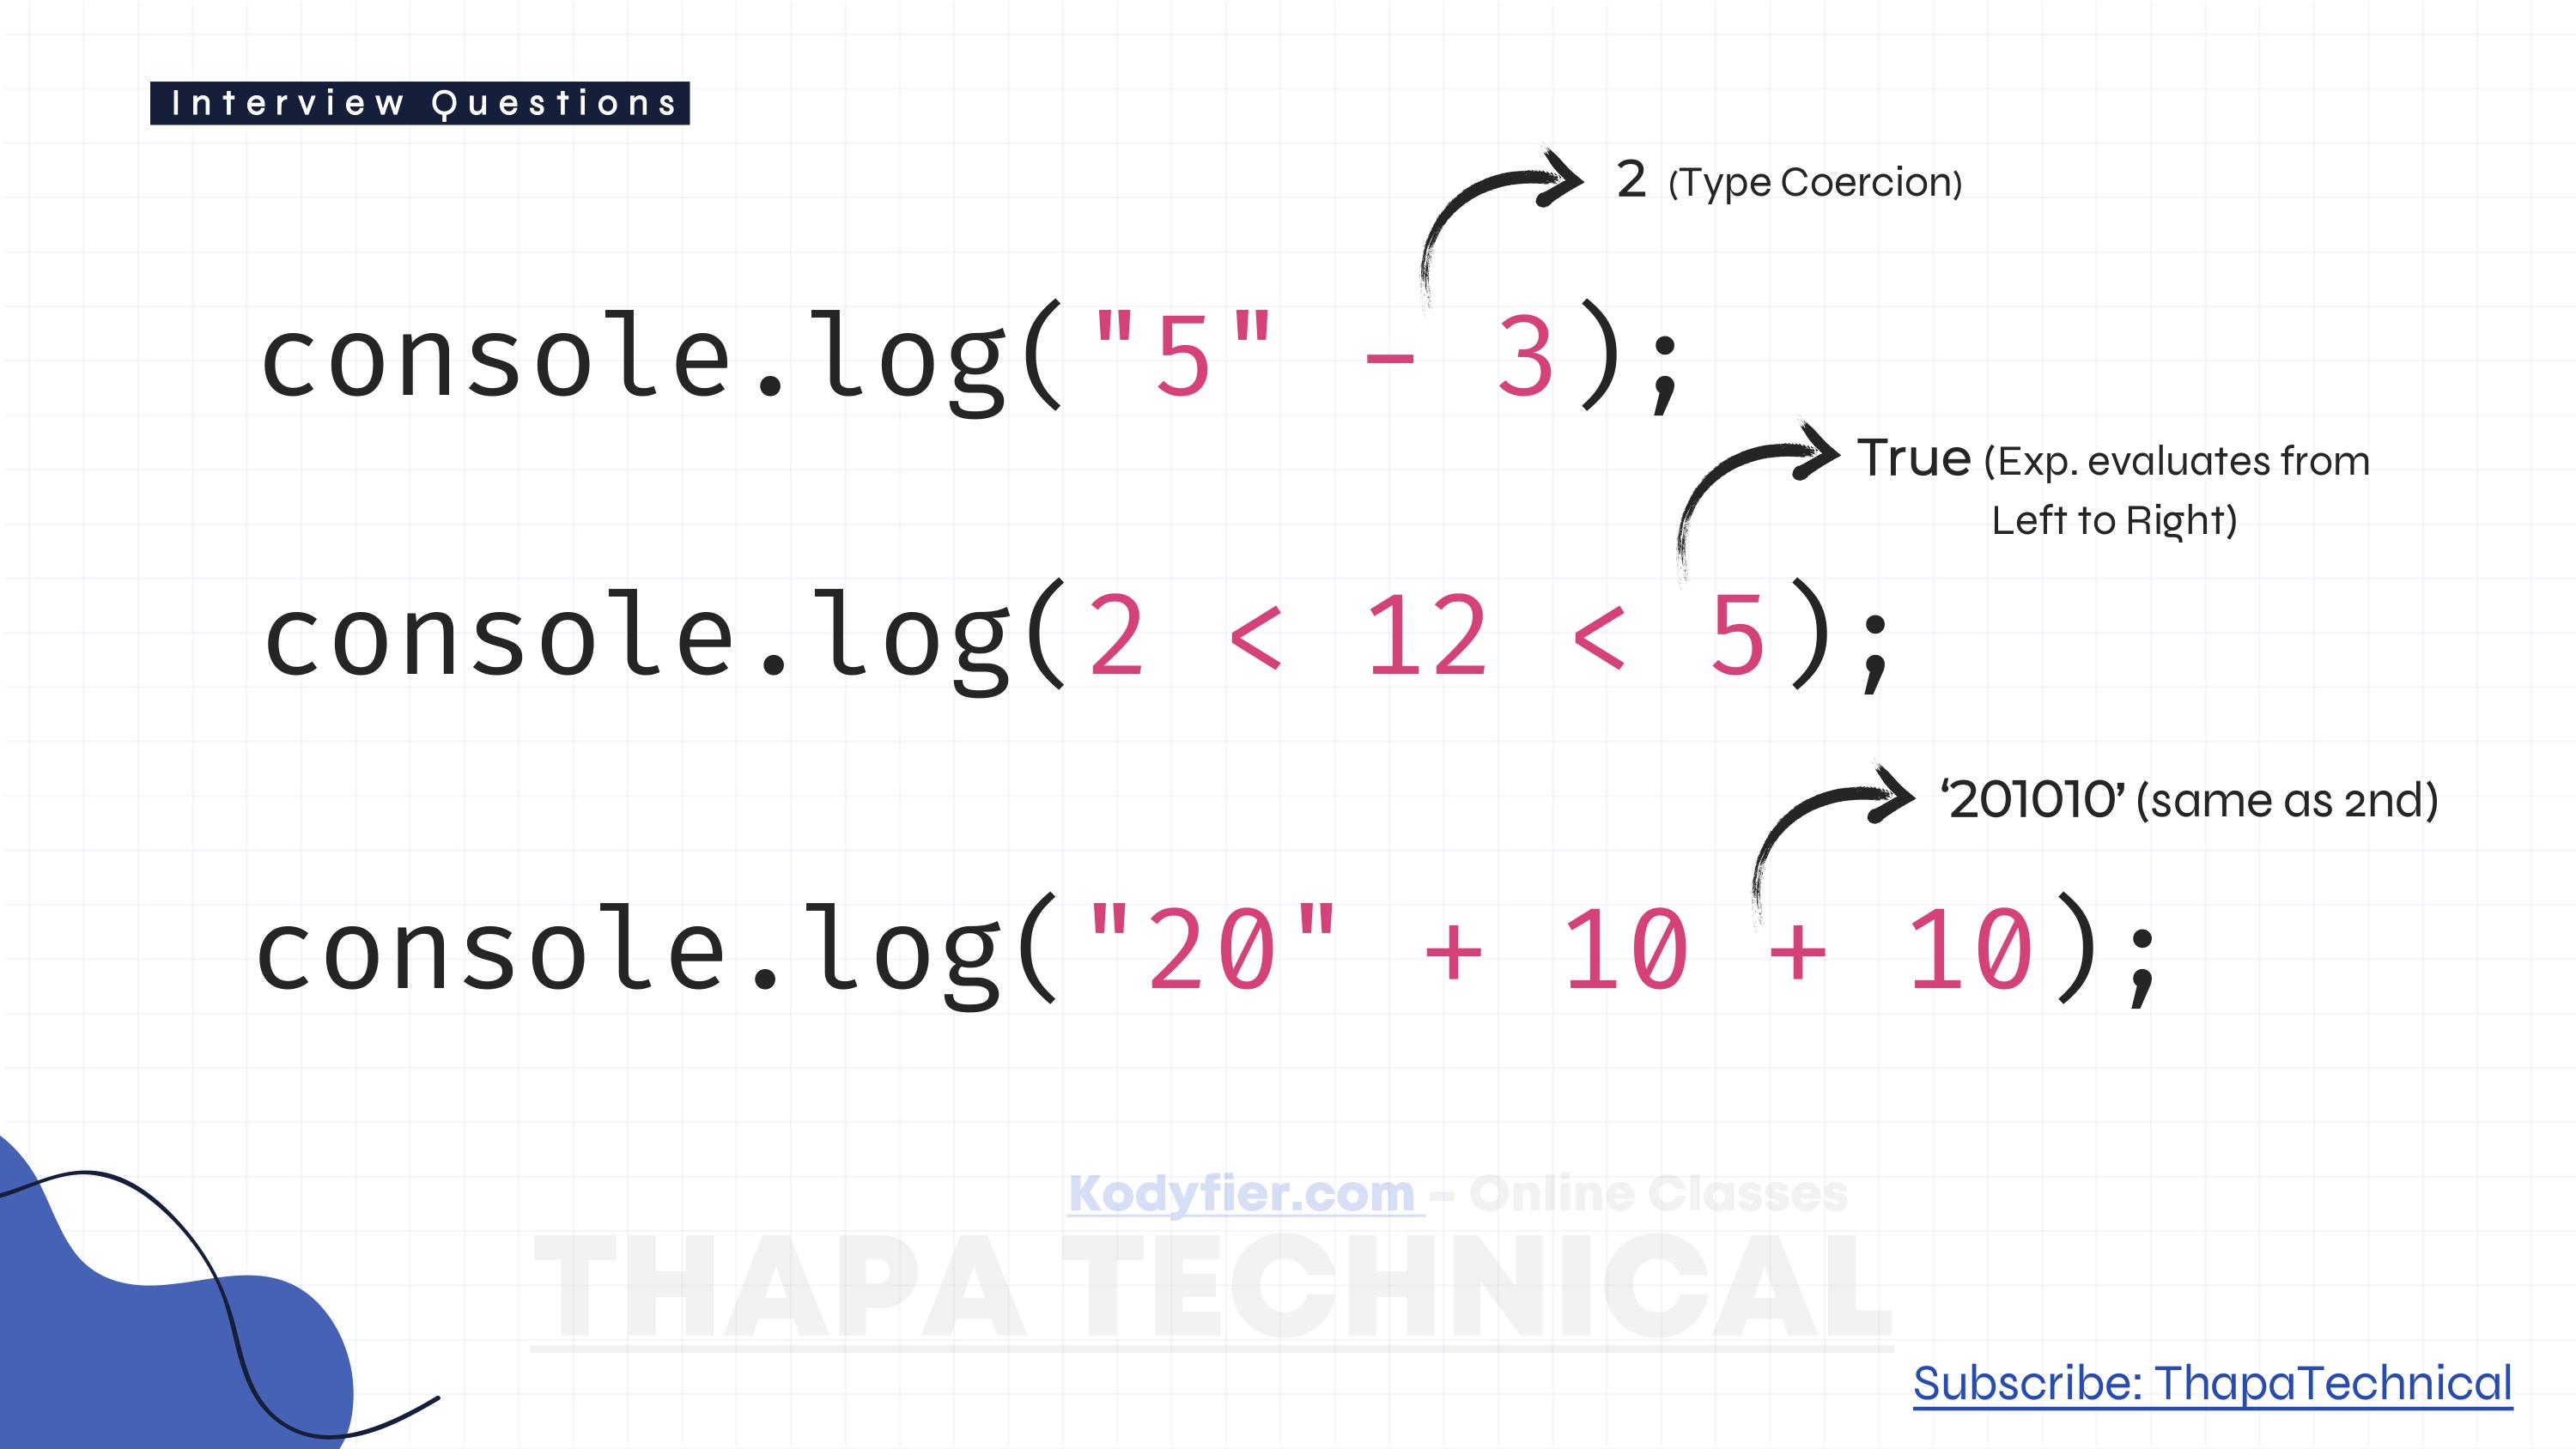 Interview Questions
2 (Type Coercion)
console.log("5" - 3);
True (Exp. evaluates from
Left to Right)
console.log(2 < 12 < 5);
‘201010’ (same as 2nd)
console.log("20" + 10 + 10);
Kodyfier.com - Online Classes
THAPA TECHNICAL
Subscribe: ThapaTechnical